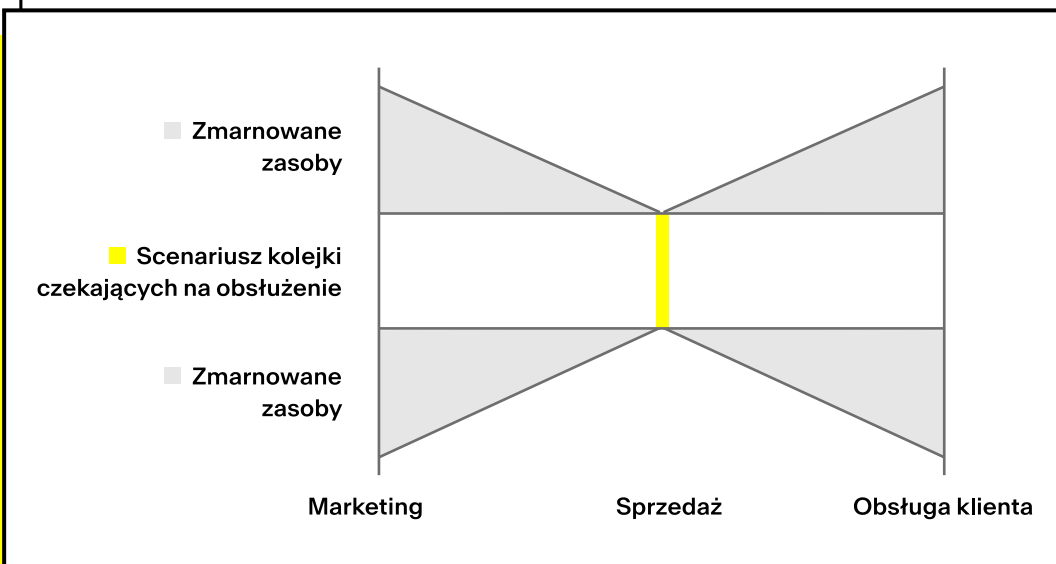 Zmarnowane
zasoby
Scenariusz kolejki
czekających na obsłużenie
Zmarnowane
zasoby
Marketing
Sprzedaż
Obsługa klienta